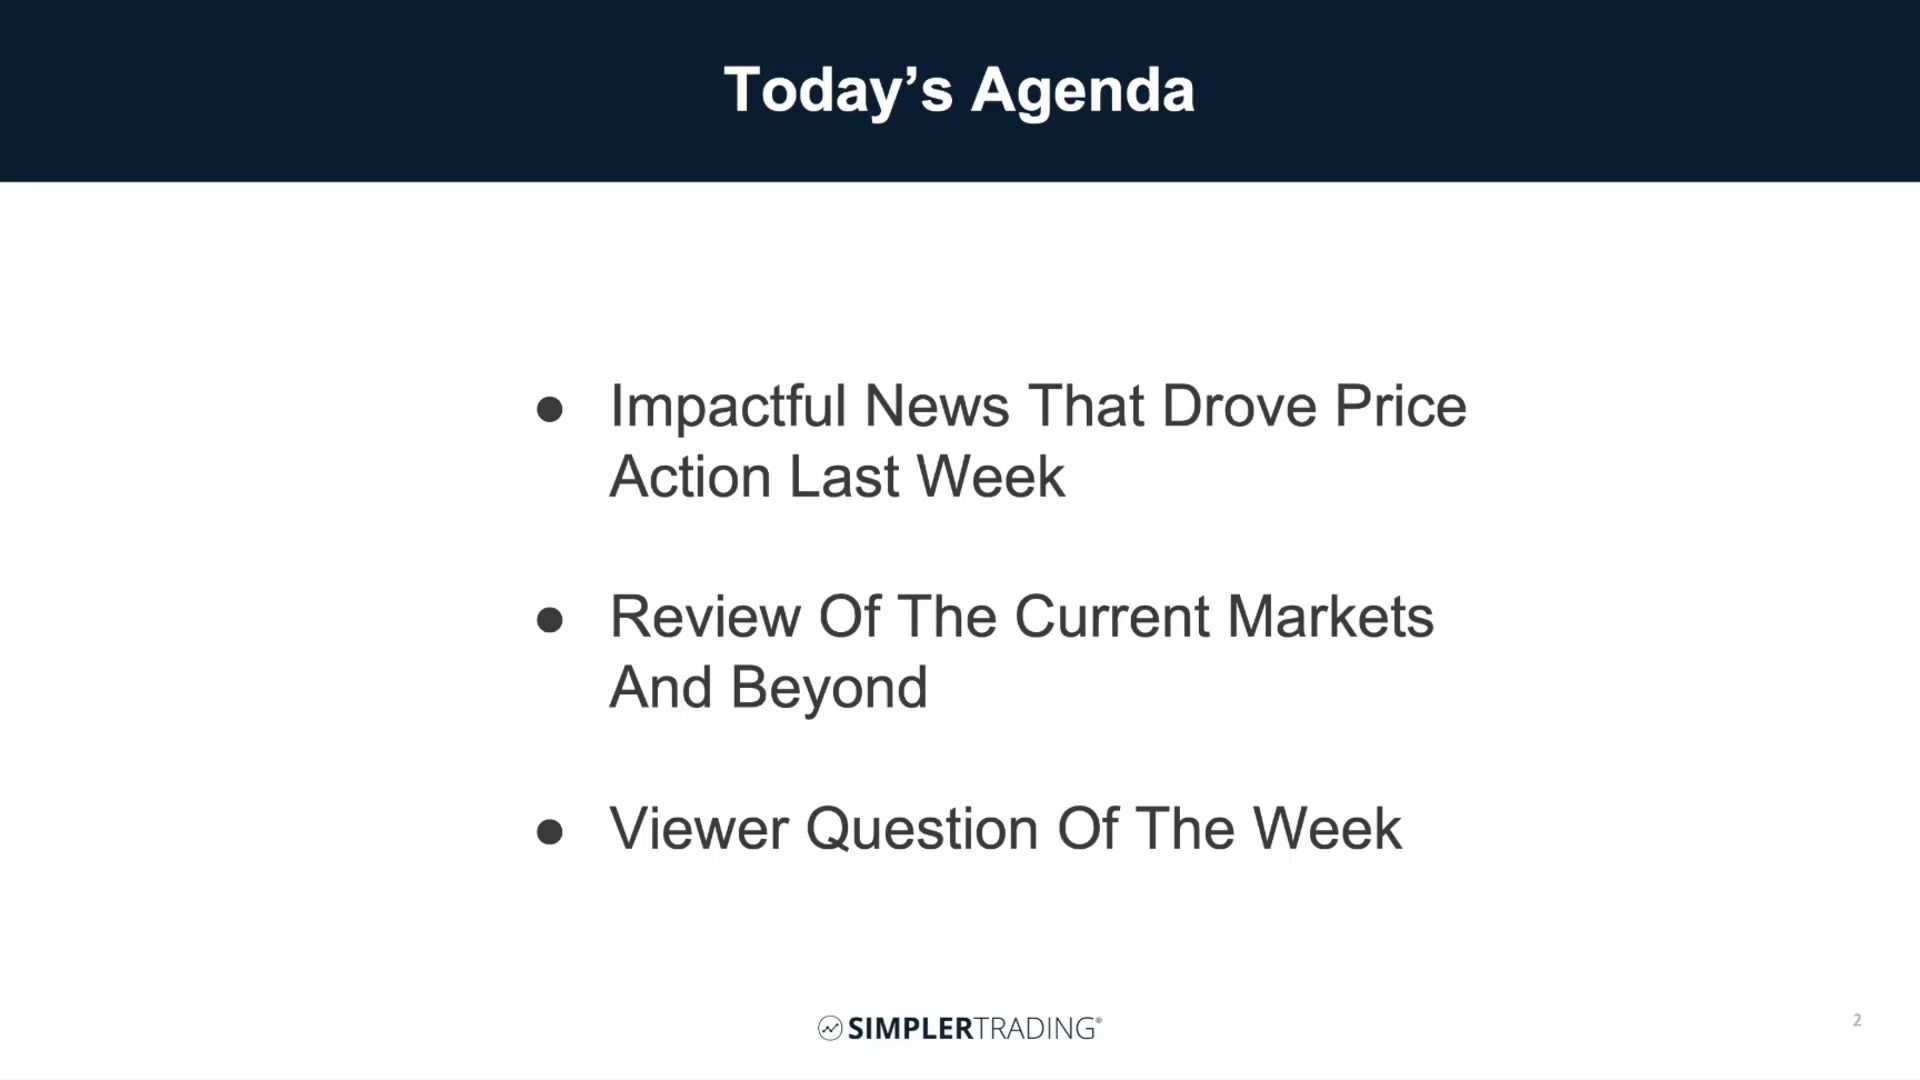 Today’s Agenda
● Impactful News That Drove Price
Action Last Week
● Review Of The Current Markets
And Beyond
● Viewer Question Of The Week
SIMPLERTRADING®
2